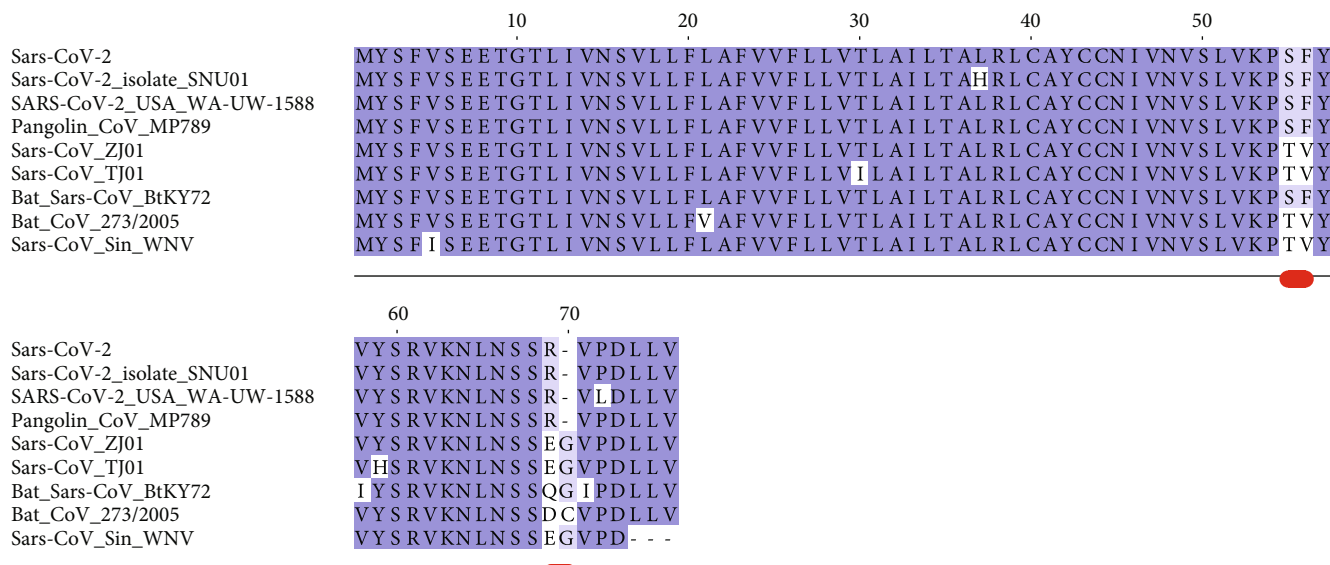 10 20 30 40 50
Sars-CoV-2 MYSFVSEETGTLIVNSVLLFLAFVVFLLVTLAILTALRLCAYCCNIVNVSLVKPSFY
Sars-CoV-2_isolate_SNU01 MYSFVSEETGTLIVNSVLLFLAFVVFLLVTLAILTAHRLCAYCCNIVNVSLVKPSFY
SARS-CoV-2_USA_WA-UW-1588 MYSFVSEETGTLIVNSVLLFLAFVVFLLVTLAILTALRLCAYCCNIVNVSLVKPSFY
Pangolin_CoV_MP789 MYSFVSEETGTLIVNSVLLFLAFVVFLLVTLAILTALRLCAYCCNIVNVSLVKPSFY
Sars-CoV_ZJ01 MYSFVSEETGTLIVNSVLLFLAFVVFLLVTLAILTALRLCAYCCNIVNVSLVKPTVY
Sars-CoV_TJ01 MYSFVSEETGTLIVNSVLLFLAFVVFLLVILAILTALRLCAYCCNIVNVSLVKPTVY
Bat_Sars-CoV_BtKY72 MYSFVSEETGTLIVNSVLLFLAFVVFLLVTLAILTALRLCAYCCNIVNVSLVKPSFY
Bat_CoV_273/2005 MYSFVSEETGTLIVNSVLLFVAFVVFLLVTLAILTALRLCAYCCNIVNVSLVKPTVY
Sars-CoV_Sin_WNV MYSFISEETGTLIVNSVLLFLAFVVFLLVTLAILTALRLCAYCCNIVNVSLVKPTVY
60 70
Sars-CoV-2 VYSRVKNLNSSR-VPDLLV
Sars-CoV-2_isolate_SNU01 VYSRVKNLNSSR-VPDLLV
SARS-CoV-2_USA_WA-UW-1588 VYSRVKNLNSSR-VLDLLV
Pangolin_CoV_MP789 VYSRVKNLNSSR-VPDLLV
Sars-CoV_ZJ01 VYSRVKNLNSSEGVPDLLV
Sars-CoV_TJ01 VHSRVKNLNSSEGVPDLLV
Bat_Sars-CoV_BtKY72 IYSRVKNLNSSQGIPDLLV
Bat_CoV_273/2005 VYSRVKNLNSSDCVPDLLV
Sars-CoV_Sin_WNV VYSRVKNLNSSEGVPD---